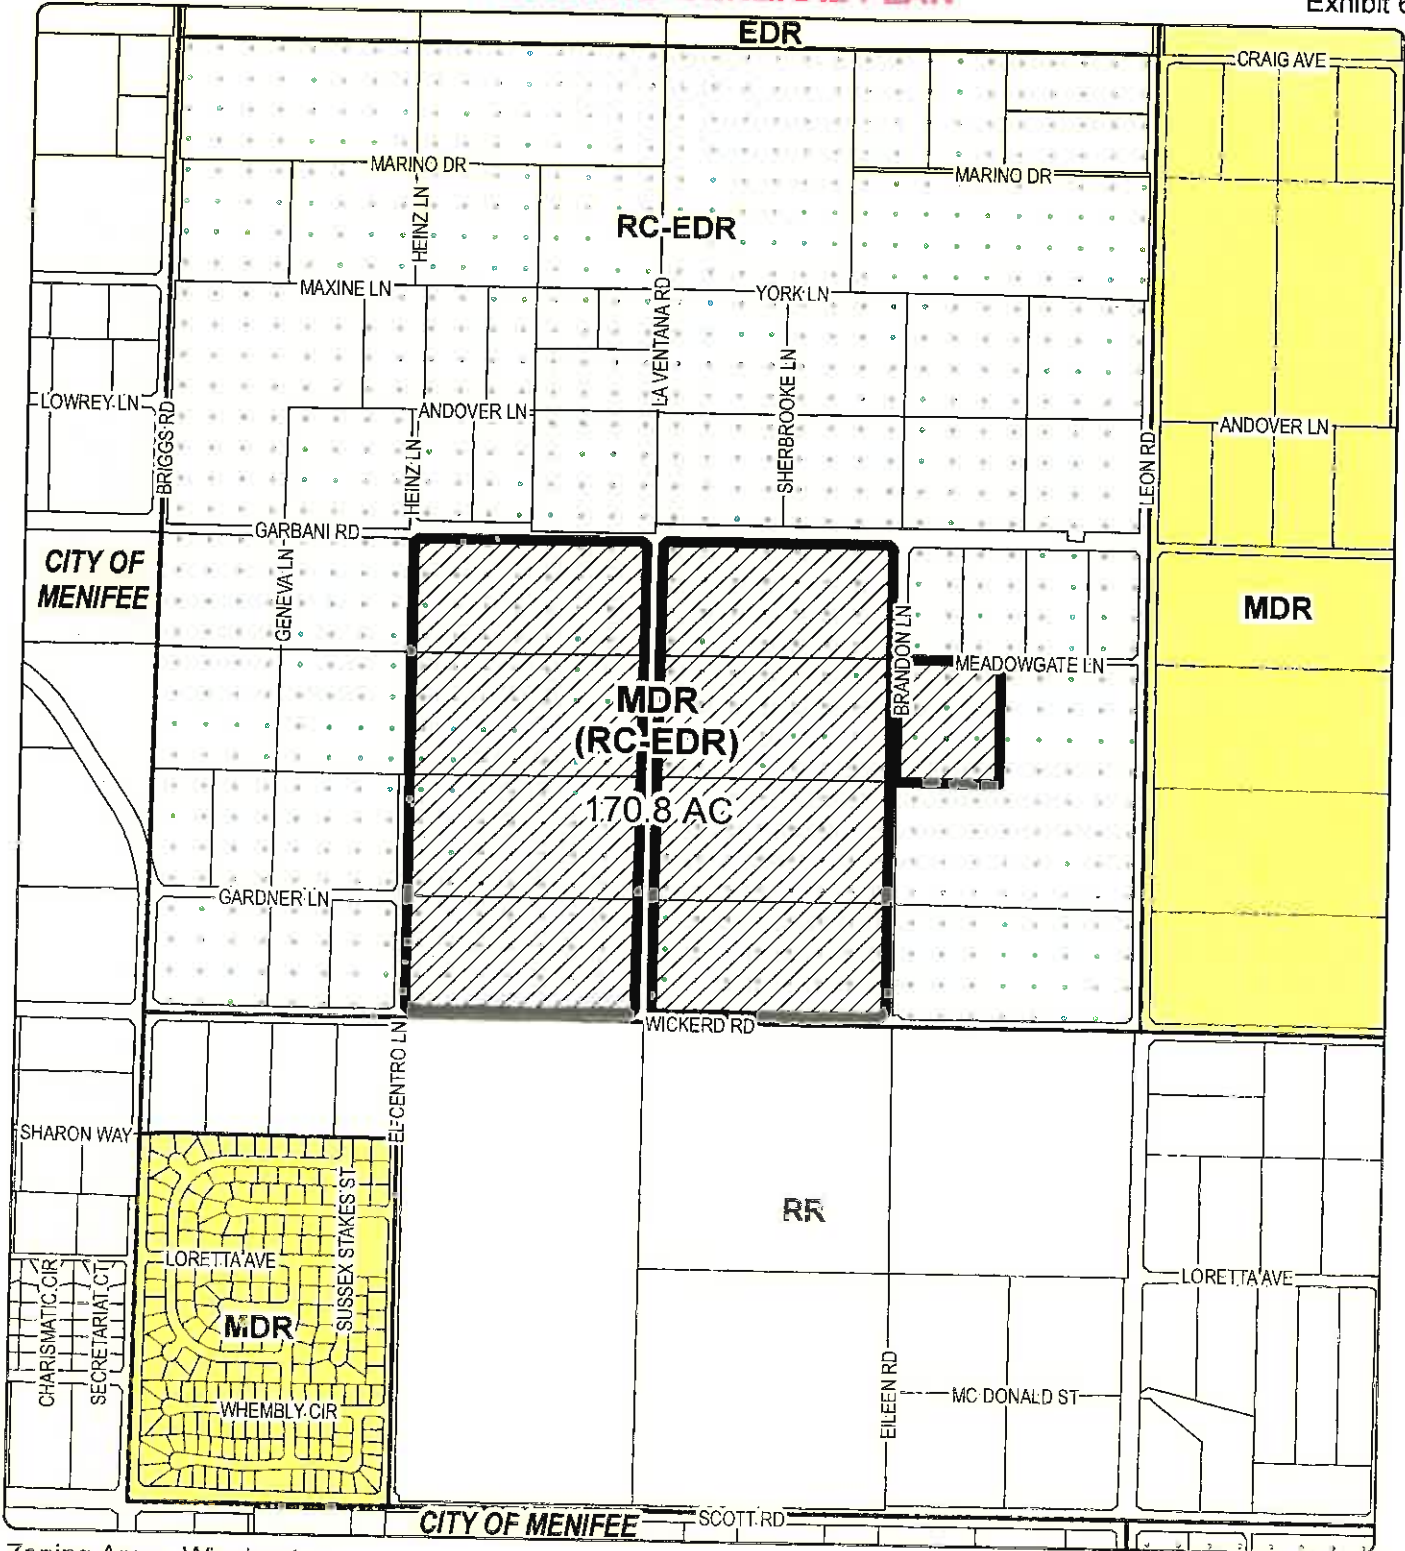 Exhibit 6
EDR
CRAIG AVE
MARINO DR
MARINO DR
HEINZ LN
RC-EDR
MAXINE LN
YORK LN
LA VENTANA RD
SHERBROOKE LN
LOWREY LN
BRIGGS RD
ANDOVER LN
ANDOVER LN
HEINZ LN
LEON RD
GARBANI RD
CITY OF
MENIFEE
GENEVA LN
MDR
BRANDON LN
MEADOWGATE LN
MDR
(RC-EDR)
170.8 AC
GARDNER LN
WICKERD RD
EL CENTRO LN
SHARON WAY
SUSSEX STAKES ST
RR
LORETTA AVE
LORETTA AVE
CHARISMATIC CIR
SECRETARIAT CT
MDR
EILEEN RD
MC DONALD ST
WHEMBLY CIR
CITY OF MENIFEE
SCOTT RD